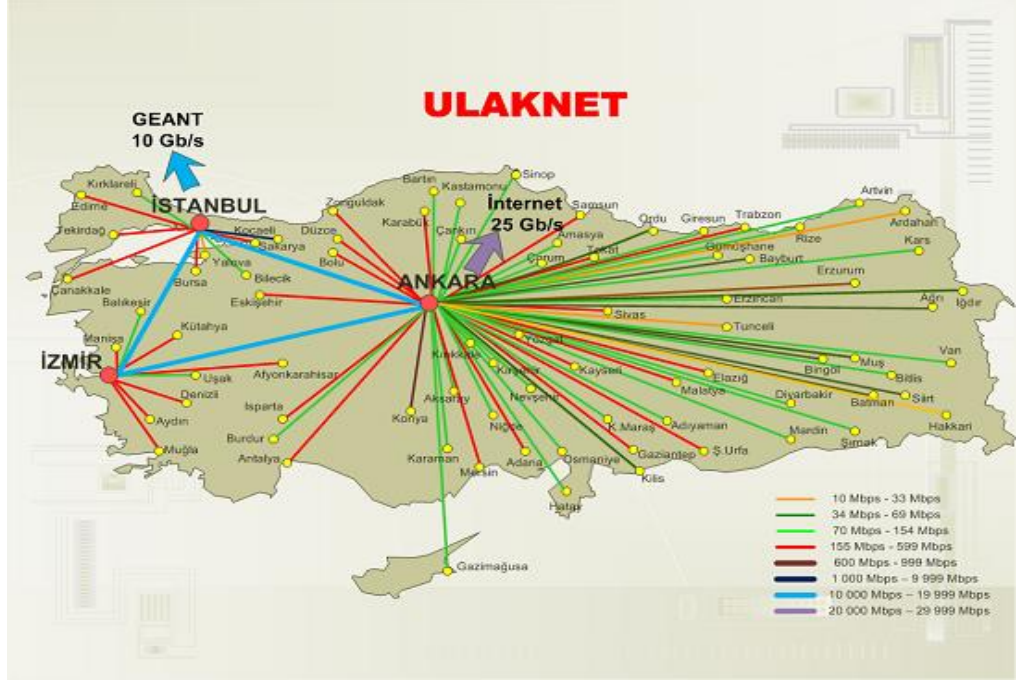 ULAKNET
GEANT
10 Gb/s
İnternet
25 Gb/s
Kırklareli
Edirne
İSTANBUL
Tekirdağ
Kocaeli
Sakarya
Yalova
Bursa
Bilecik
Çanakkale
Balıkeşir
Eskişehir
Kütahya
Manisa
İZMİR
Uşak
Afyonkarahisar
Denizli
Aydın
Muğla
Isparta
Burdur
Antalya
Zonguldak
Düzce
Bolu
Bartın
Karabük
Kastamonu
Çankırı
Sinop
Samsun
Amasya
Çorum
Tokat
Ordu
Giresun
Trabzon
Gümüşhane
Bayburt
Rize
Artvin
Ardahan
Kars
Erzurum
Ağrı
Iğdır
ANKARA
Erzincan
Sivas
Tunceli
Yozgat
Kırıkkale
Kırşehir
Kayseri
Nevşehir
Aksaray
Konya
Niğde
Karaman
Mersin
Adana
Osmaniye
Hatay
K.Maraş
Gaziantep
Kilis
Adıyaman
Ş.Urfa
Malatya
Elazığ
Diyarbakir
Mardin
Bingöl
Muş
Bitlis
Van
Batman
Siirt
Şırnak
Hakkari
Gazimağusa
10 Mbps - 33 Mbps
34 Mbps - 69 Mbps
70 Mbps - 154 Mbps
155 Mbps - 599 Mbps
600 Mbps - 999 Mbps
1 000 Mbps – 9 999 Mbps
10 000 Mbps – 19 999 Mbps
20 000 Mbps – 29 999 Mbps